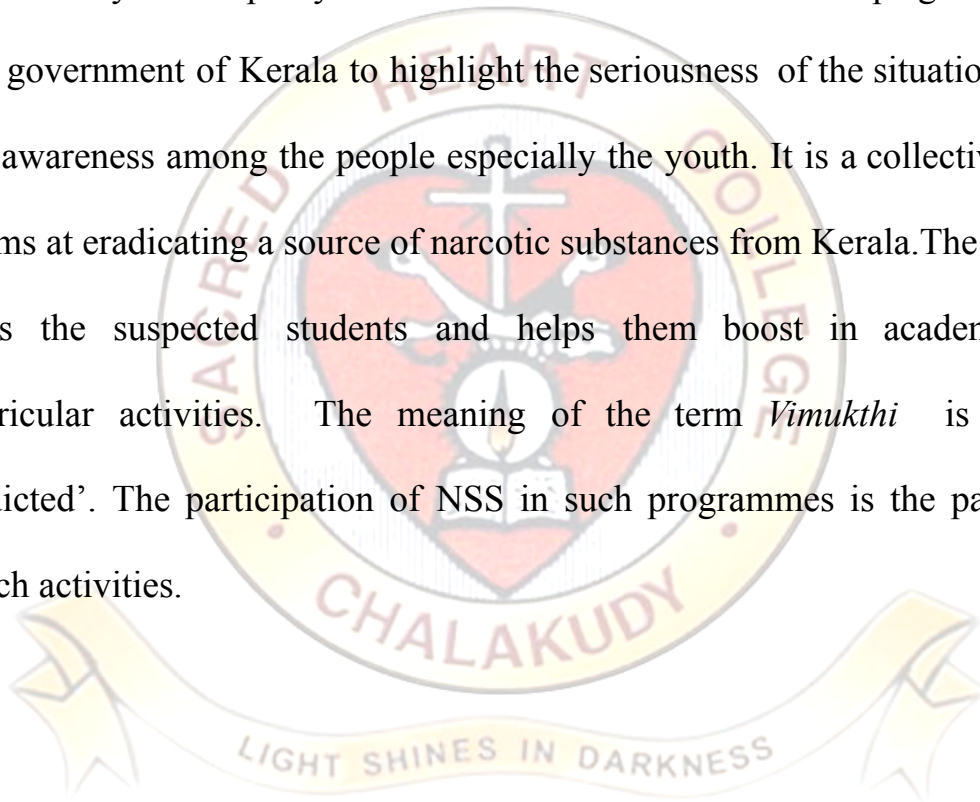 government of Kerala to highlight the seriousness of the situatio
awareness among the people especially the youth. It is a collectiv
ms at eradicating a source of narcotic substances from Kerala.The
s the suspected students and helps them boost in acade
ricular activities. The meaning of the term Vimukthi is
icted’. The participation of NSS in such programmes is the pa
ch activities.
SACRED HEART COLLEGE
CHALAKUDY
LIGHT SHINES IN DARKNESS